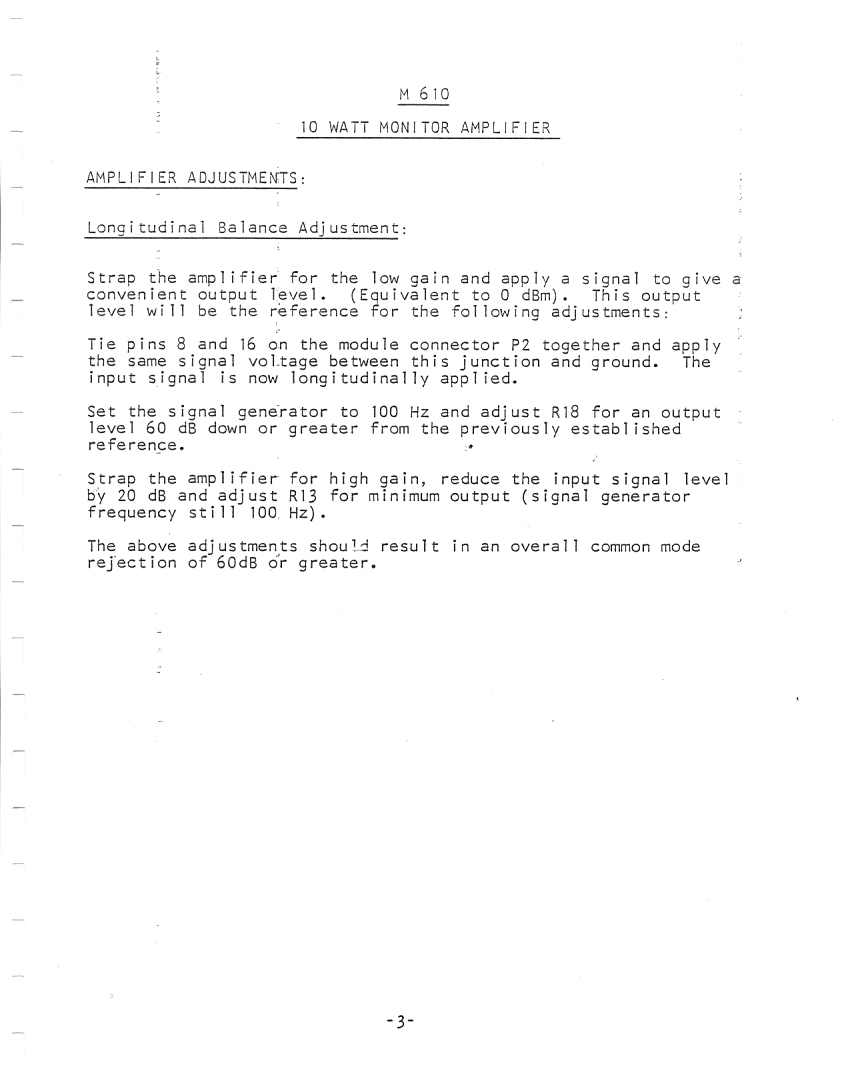 M 610
10 WATT MONITOR AMPLIFIER
AMPLIFIER ADJUSTMENTS:
Longitudinal Balance Adjustment:
Strap the amplifier for the low gain and apply a signal to give a
convenient output level. (Equivalent to 0 dBm). This output
level will be the reference for the following adjustments:
Tie pins 8 and 16 on the module connector P2 together and apply
the same signal voltage between this junction and ground. The
input signal is now longitudinally applied.
Set the signal generator to 100 Hz and adjust R18 for an output
level 60 dB down or greater from the previously established
reference.
Strap the amplifier for high gain, reduce the input signal level
by 20 dB and adjust R13 for minimum output (signal generator
frequency still 100 Hz).
The above adjustments should result in an overall common mode
rejection of 60dB or greater.
-3-